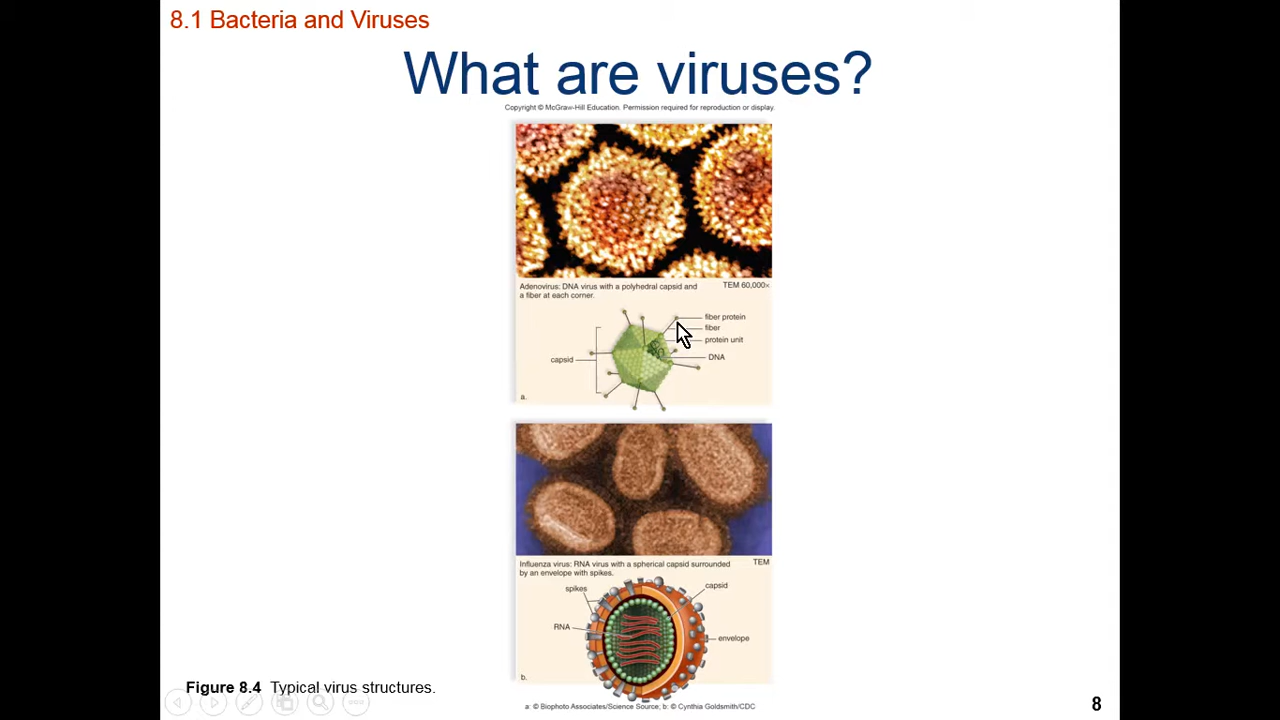 8.1 Bacteria and Viruses
What are viruses?
Copyright © McGraw-Hill Education. Permission required for reproduction or display.
Adenovirus: DNA virus with a polyhedral capsid and
a fiber at each corner.
TEM 60,000×
fiber protein
fiber
protein unit
DNA
capsid
a.
Influenza virus: RNA virus with a spherical capsid surrounded
by an envelope with spikes.
TEM
spikes
capsid
RNA
envelope
b.
Figure 8.4 Typical virus structures.
a: © Biophoto Associates/Science Source; b: © Cynthia Goldsmith/CDC
8